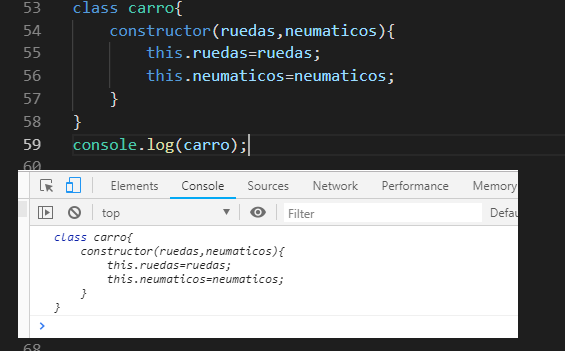 53 class carro{
54 constructor(ruedas,neumaticos){
55 this.ruedas=ruedas;
56 this.neumaticos=neumaticos;
57 }
58 }
59 console.log(carro);
60
Elements Console Sources Network Performance Memory
top Filter Defau
class carro{
constructor(ruedas,neumaticos){
this.ruedas=ruedas;
this.neumaticos=neumaticos;
}
}
>
68